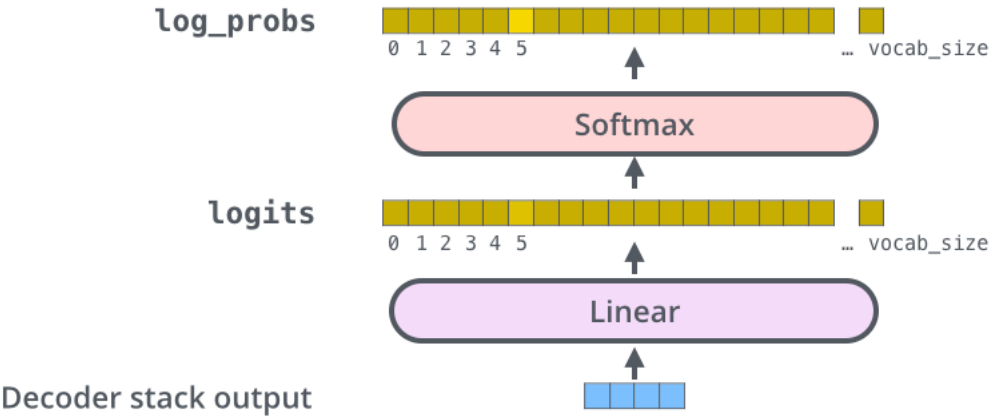 log_probs
0 1 2 3 4 5 … vocab_size
Softmax
logits
0 1 2 3 4 5 … vocab_size
Linear
Decoder stack output